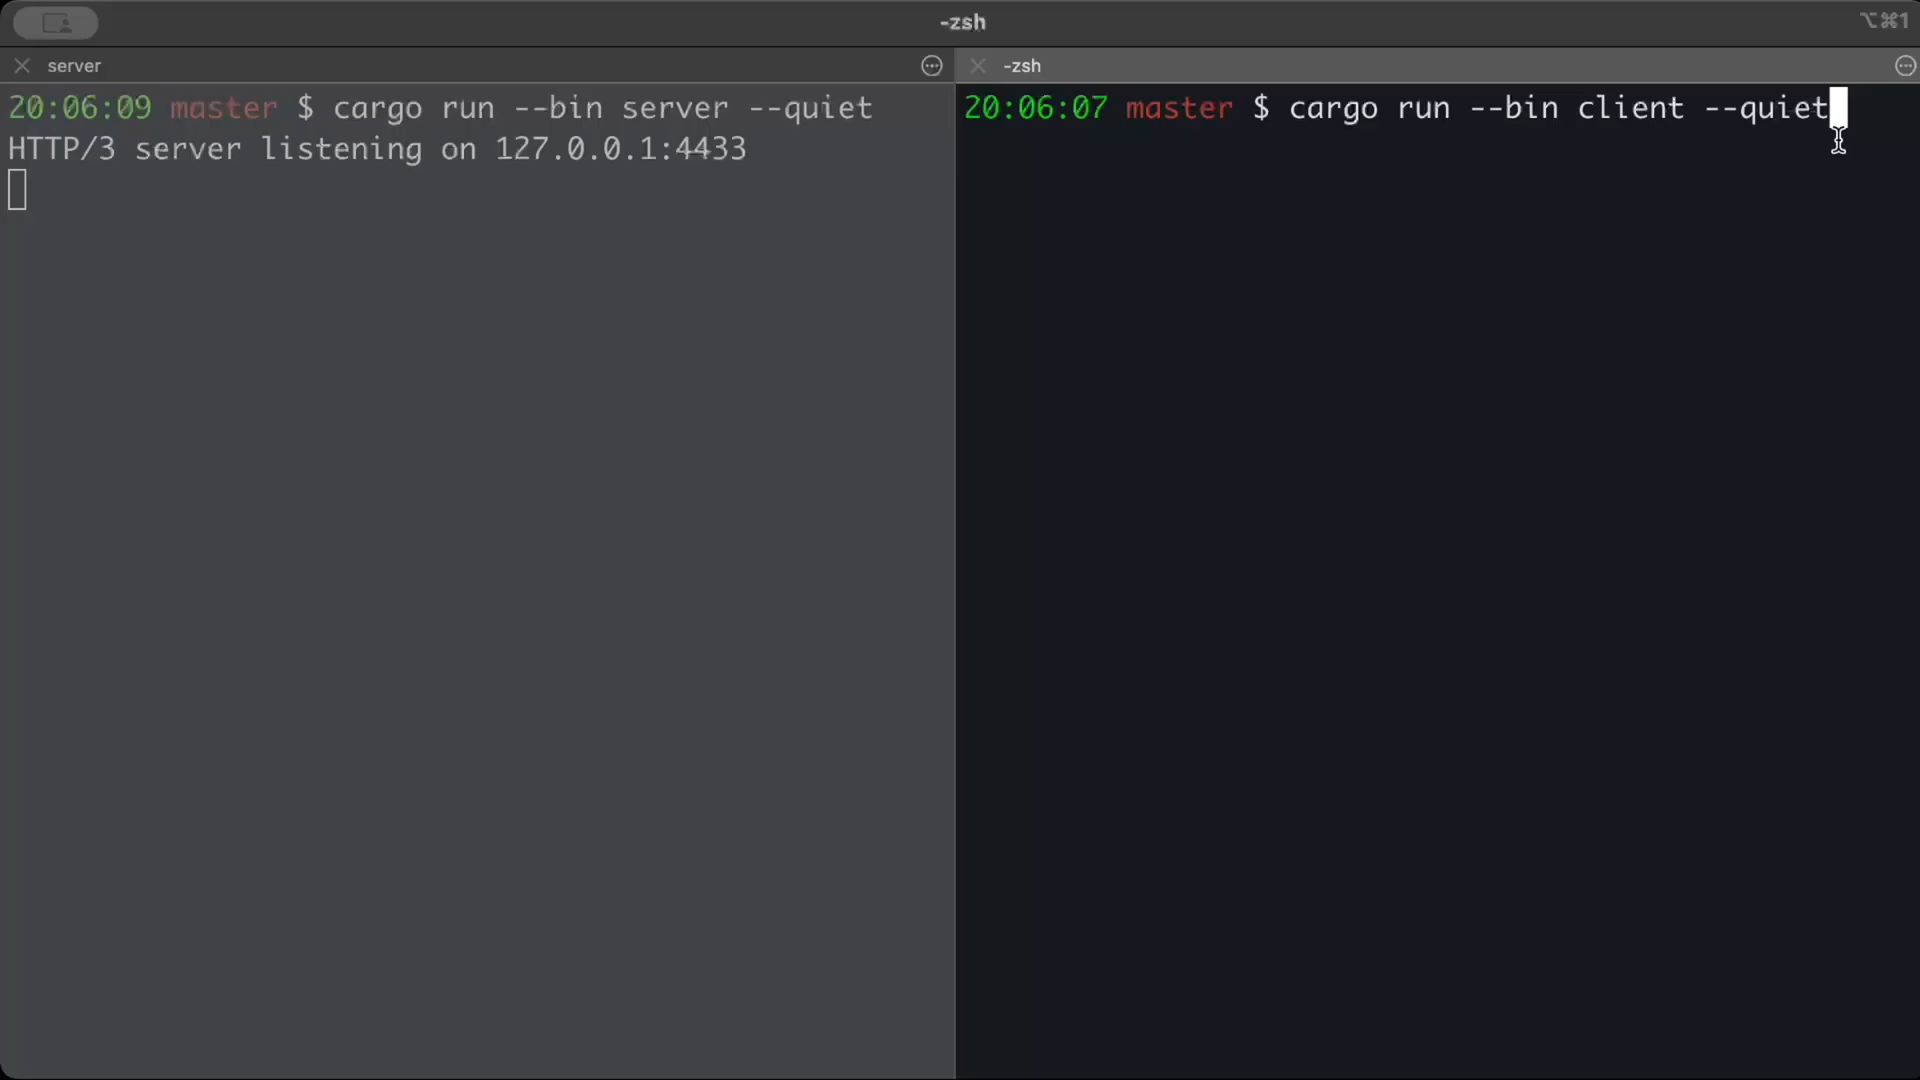 -zsh
⌥⌘1
server
20:06:09 master $ cargo run --bin server --quiet
HTTP/3 server listening on 127.0.0.1:4433
-zsh
20:06:07 master $ cargo run --bin client --quiet